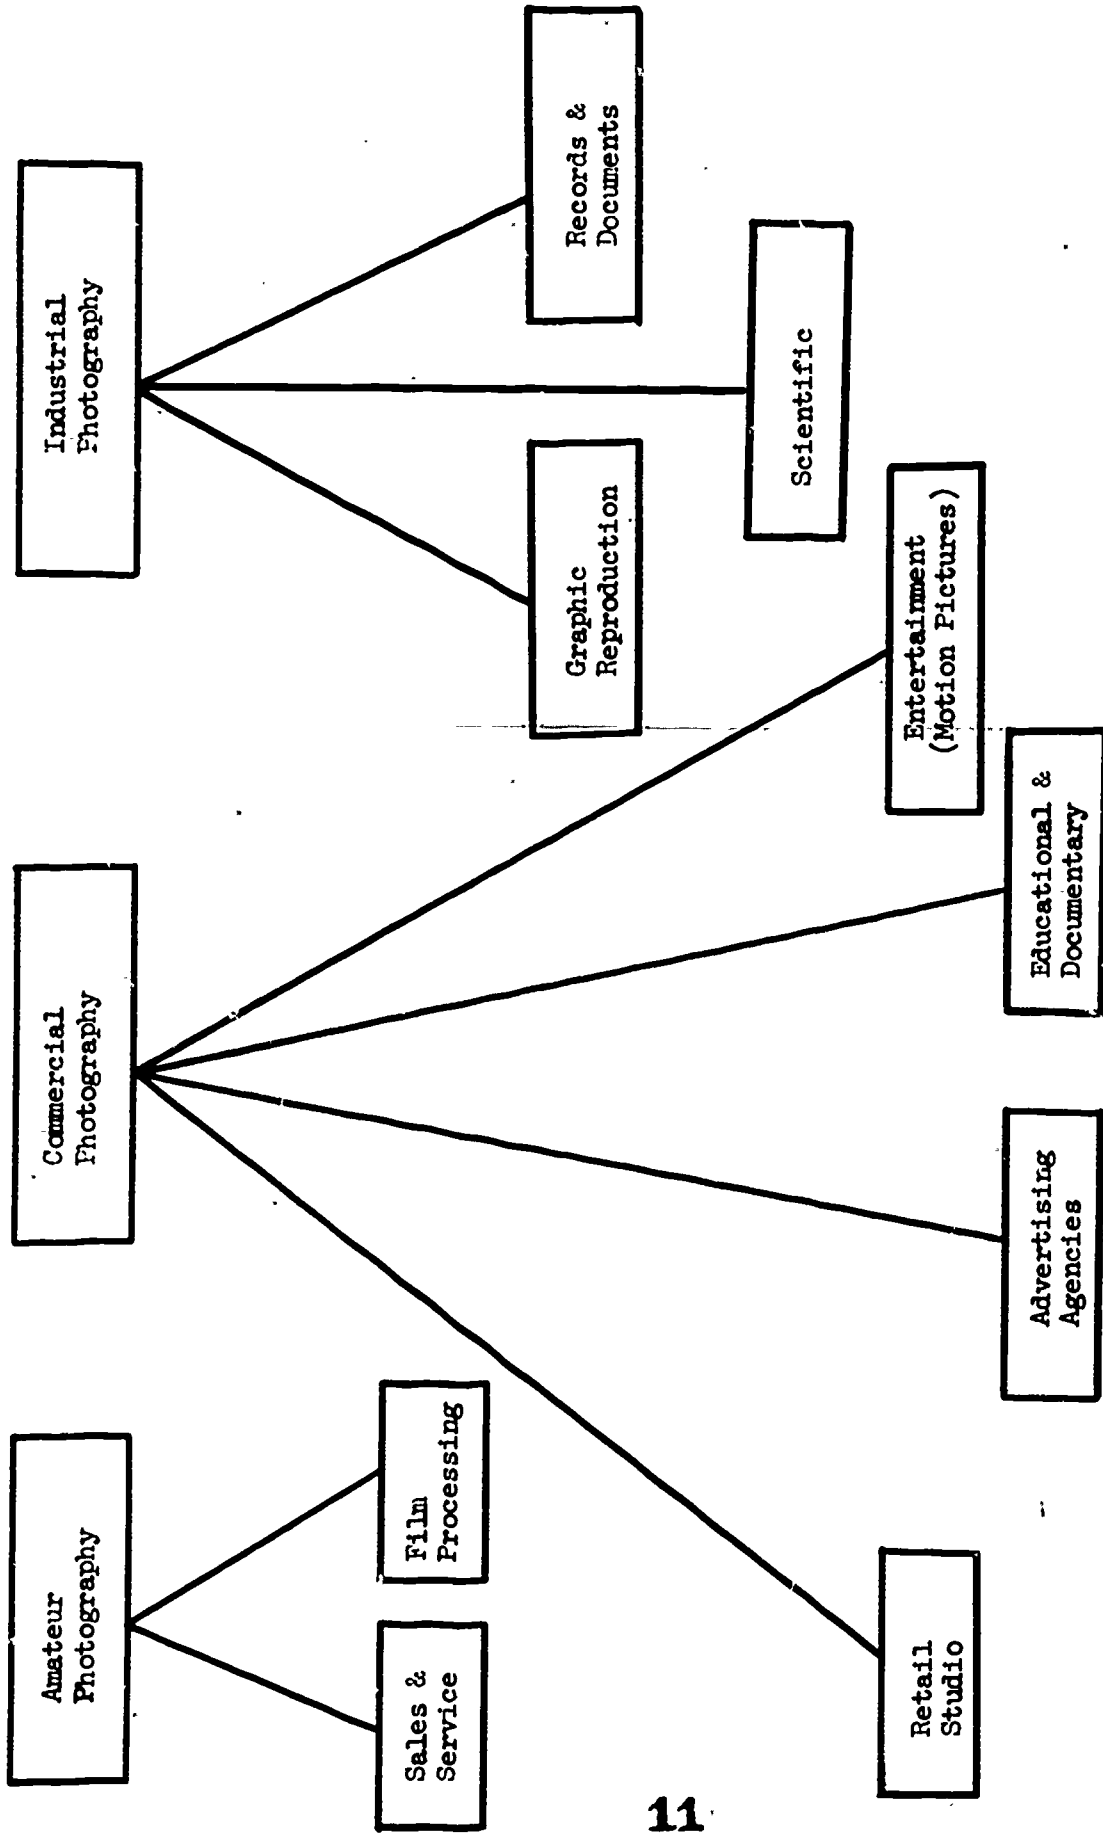 Amateur
Photography
Commercial
Photography
Industrial
Photography
Sales &
Service
Film
Processing
Graphic
Reproduction
Records &
Documents
Scientific
Retail
Studio
Entertainment
(Motion Pictures)
Advertising
Agencies
Educational &
Documentary
11